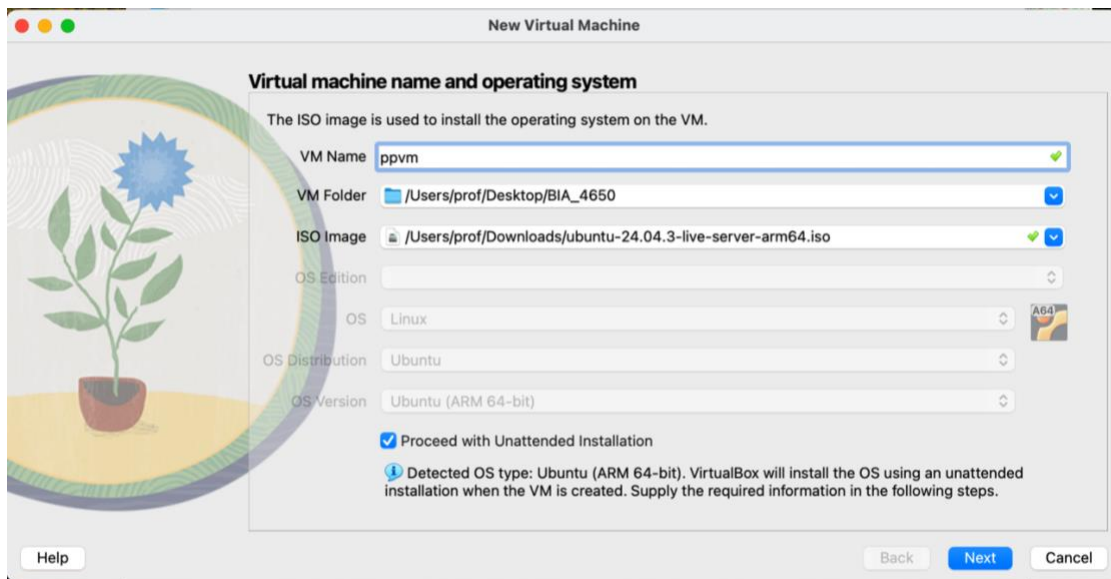 New Virtual Machine
Virtual machine name and operating system
The ISO image is used to install the operating system on the VM.
VM Name ppvm
VM Folder /Users/prof/Desktop/BIA_4650
ISO Image /Users/prof/Downloads/ubuntu-24.04.3-live-server-arm64.iso
OS Edition
OS Linux A64
OS Distribution Ubuntu
OS Version Ubuntu (ARM 64-bit)
Proceed with Unattended Installation
Detected OS type: Ubuntu (ARM 64-bit). VirtualBox will install the OS using an unattended
installation when the VM is created. Supply the required information in the following steps.
Help Back Next Cancel